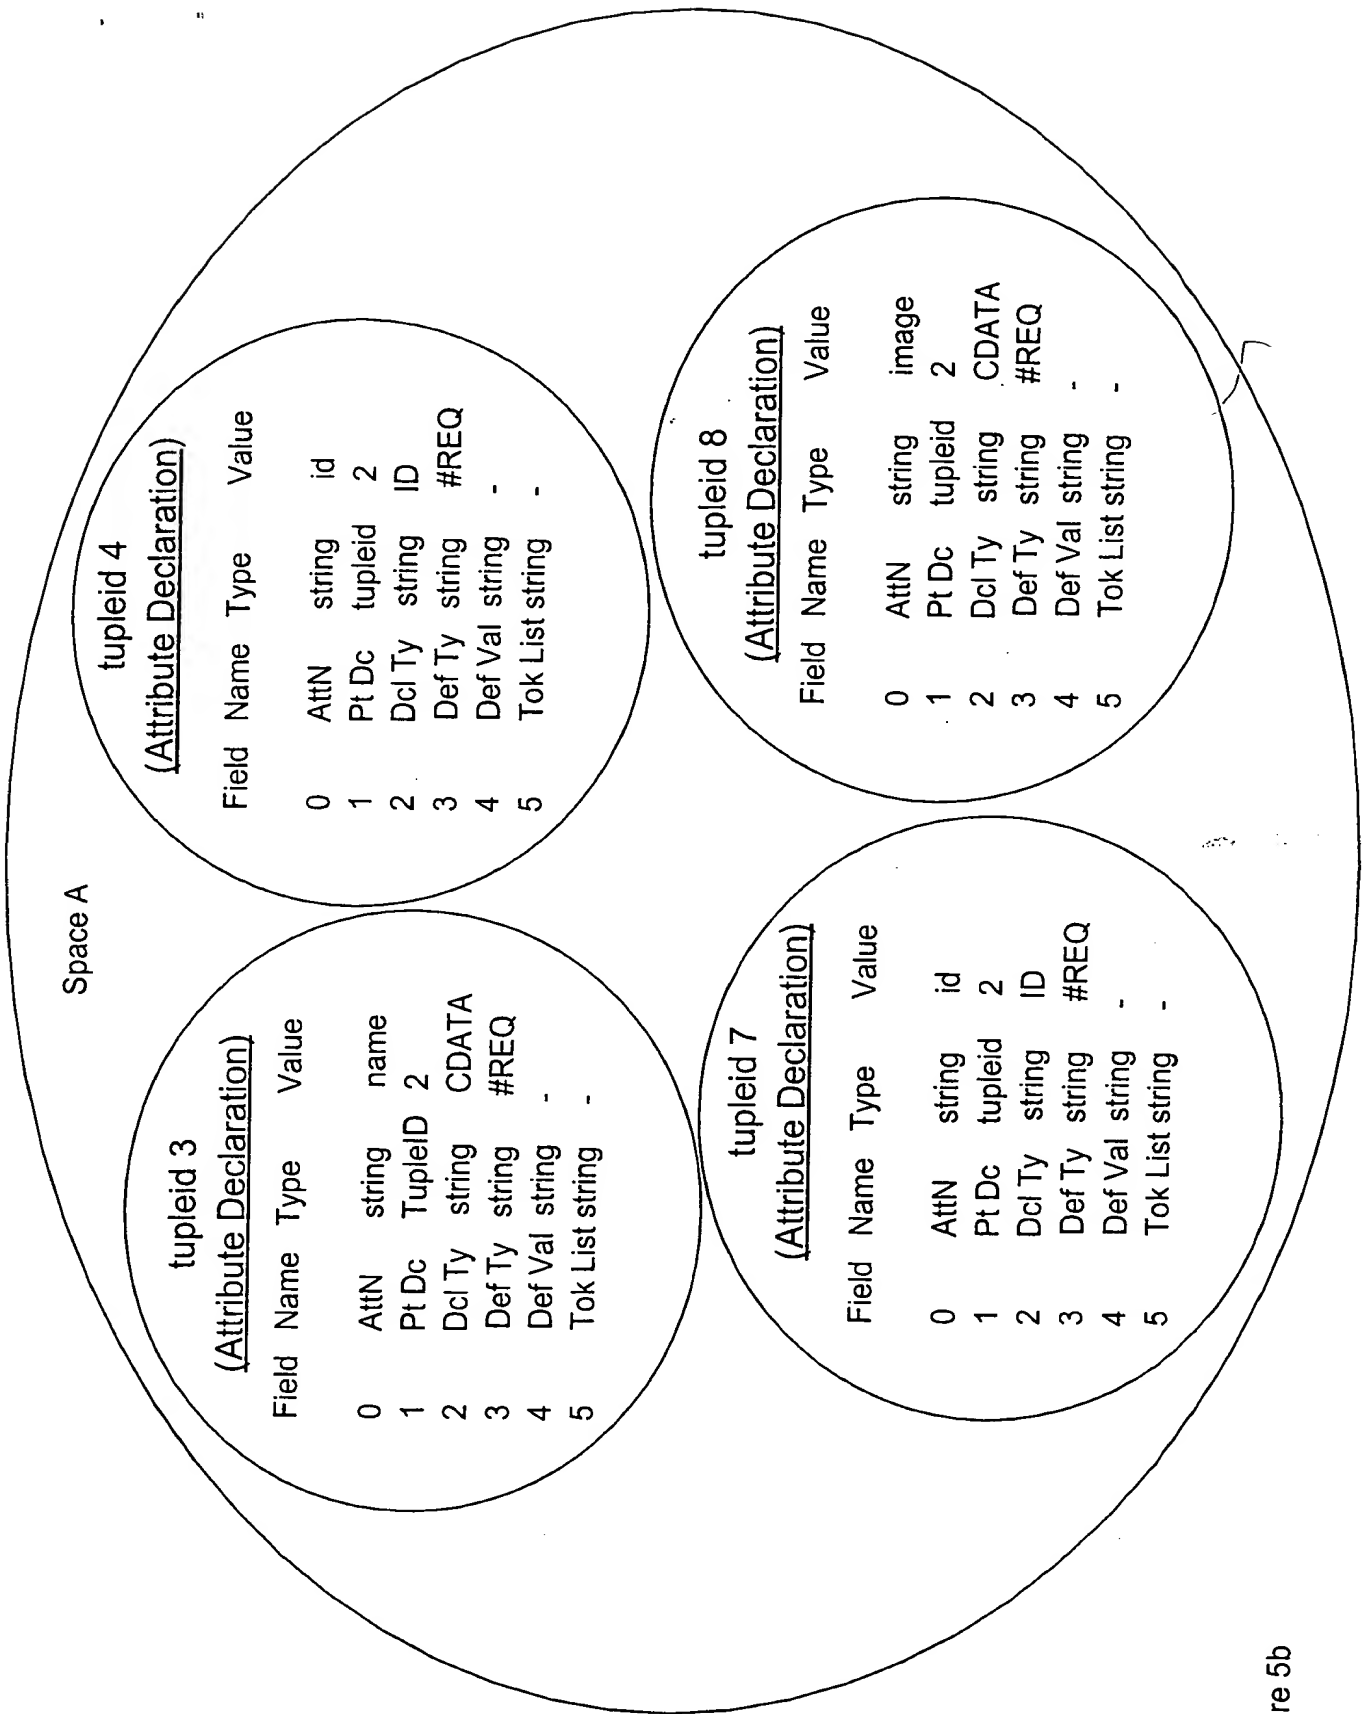 Space A
tupleid 3
(Attribute Declaration)
Field Name Type Value
0 AttN string name
1 Pt Dc TupleID 2
2 Dcl Ty string CDATA
3 Def Ty string #REQ
4 Def Val string -
5 Tok List string -
tupleid 4
(Attribute Declaration)
Field Name Type Value
0 AttN string id
1 Pt Dc tupleid 2
2 Dcl Ty string ID
3 Def Ty string #REQ
4 Def Val string -
5 Tok List string -
tupleid 7
(Attribute Declaration)
Field Name Type Value
0 AttN string id
1 Pt Dc tupleid 2
2 Dcl Ty string ID
3 Def Ty string #REQ
4 Def Val string -
5 Tok List string -
tupleid 8
(Attribute Declaration)
Field Name Type Value
0 AttN string image
1 Pt Dc tupleid 2
2 Dcl Ty string CDATA
3 Def Ty string #REQ
4 Def Val string -
5 Tok List string -
re 5b